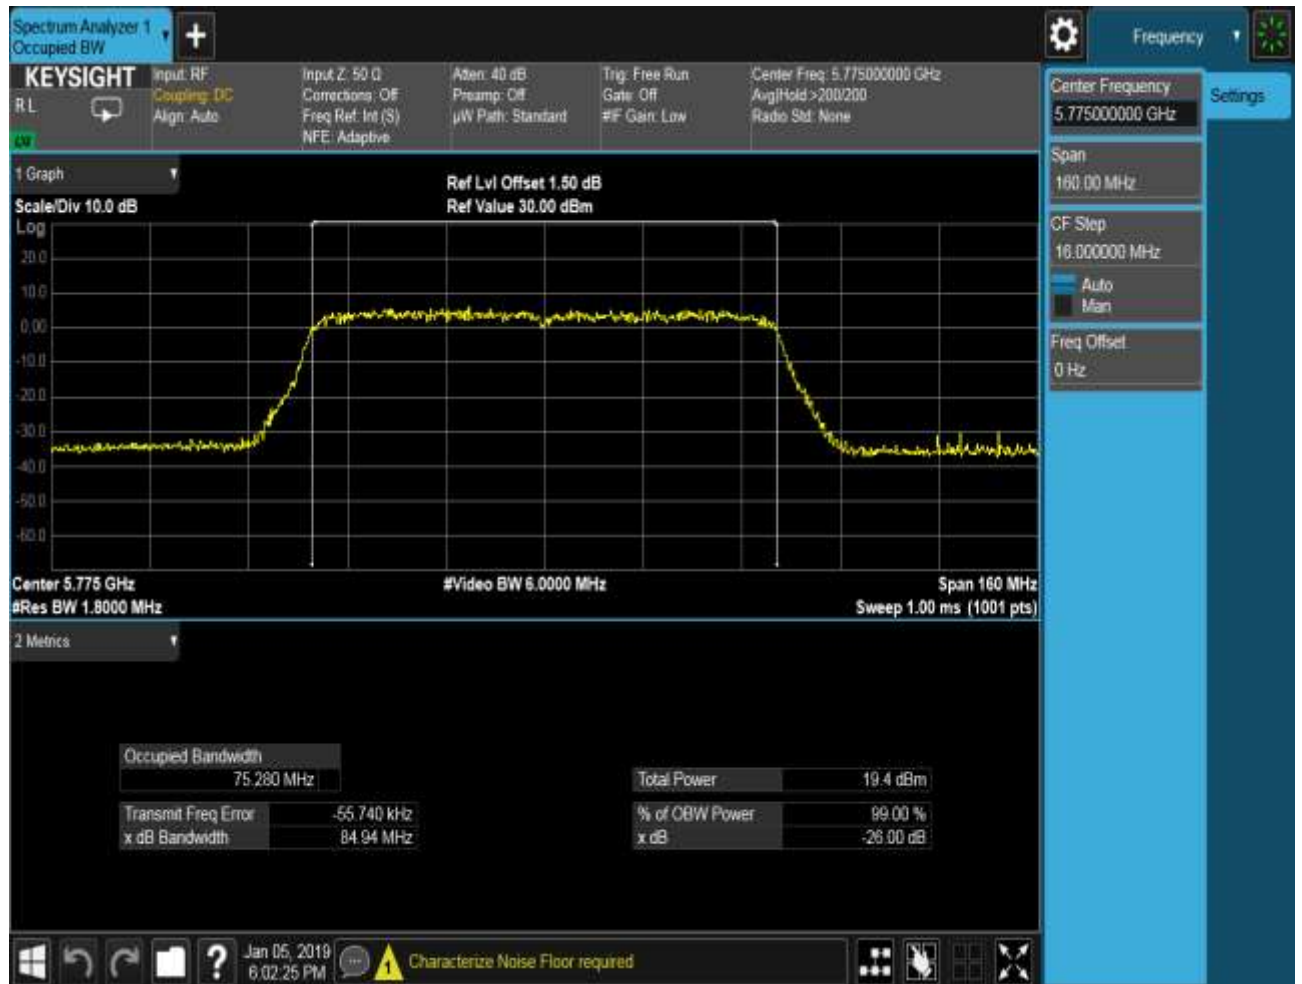 Spectrum Analyzer 1
Occupied BW
Frequency
KEYSIGHT
R L
Input: RF
Coupling: DC
Align: Auto
Input Z: 50 Ω
Corrections: Off
Freq Ref: Int (S)
NFE: Adaptive
Atten: 40 dB
Preamp: Off
µW Path: Standard
Trig: Free Run
Gate: Off
#IF Gain: Low
Center Freq: 5.775000000 GHz
Avg|Hold:>200/200
Radio Std: None
Center Frequency
5.775000000 GHz
Settings
Span
160.00 MHz
CF Step
16.000000 MHz
Auto
Man
Freq Offset
0 Hz
1 Graph
Scale/Div 10.0 dB
Ref Lvl Offset 1.50 dB
Ref Value 30.00 dBm
Log
20.0
10.0
0.00
-10.0
-20.0
-30.0
-40.0
-50.0
-60.0
Center 5.775 GHz
#Video BW 6.0000 MHz
Span 160 MHz
#Res BW 1.8000 MHz
Sweep 1.00 ms (1001 pts)
2 Metrics
Occupied Bandwidth
75.280 MHz
Total Power 19.4 dBm
Transmit Freq Error -55.740 kHz
% of OBW Power 99.00 %
x dB Bandwidth 84.94 MHz
x dB -26.00 dB
Jan 05, 2019
6:02:25 PM
1
Characterize Noise Floor required